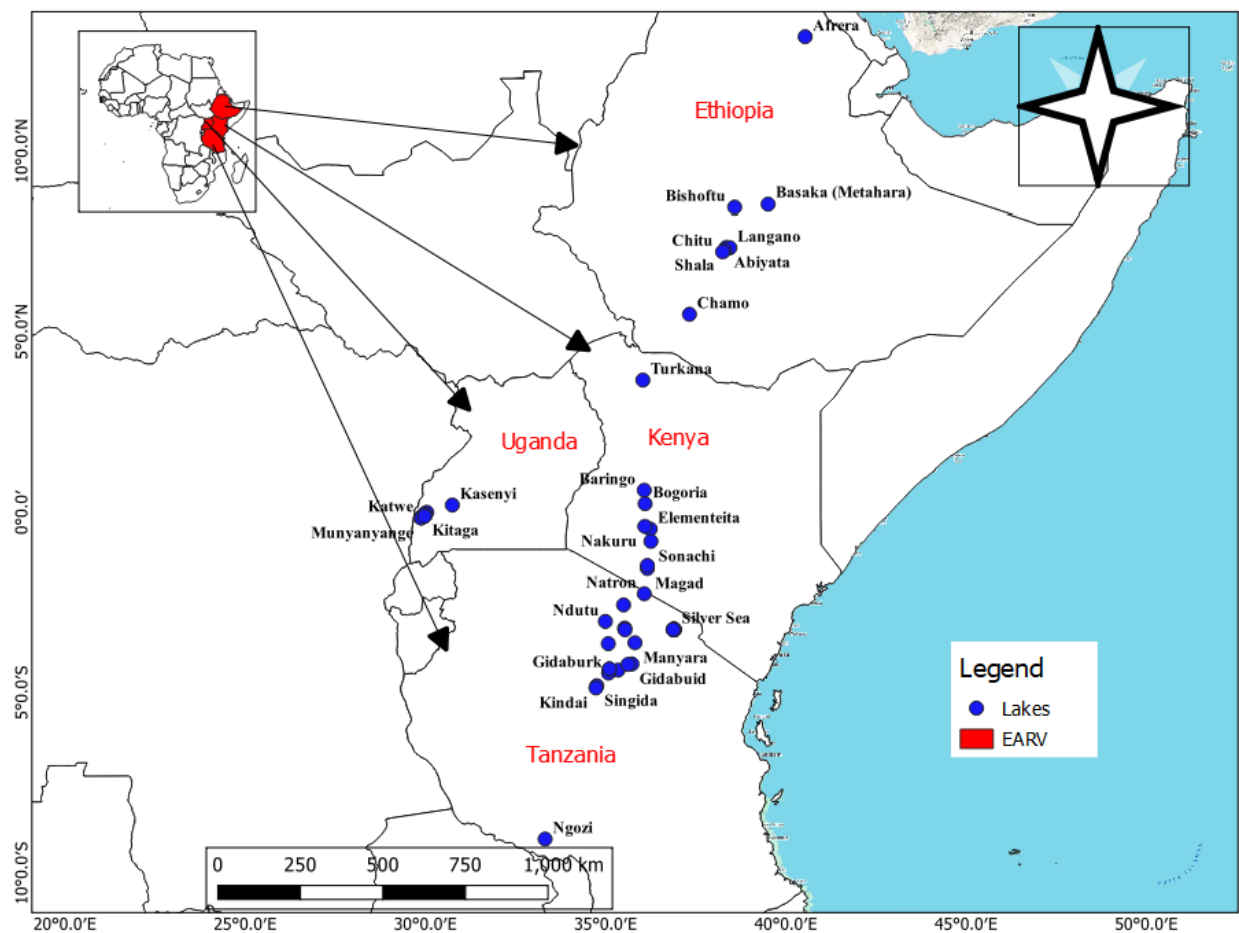 Afrera
Ethiopia
10°0.0′N
Bishoftu
Basaka (Metahara)
Chitu
Langano
Shala
Abiyata
Chamo
5°0.0′N
Turkana
Uganda
Kenya
Baringo
Bogoria
Kasenyi
Katwe
0°0.0′
Elementeita
Munyanyange
Kitaga
Nakuru
Sonachi
Natron
Magad
Ndutu
Silver Sea
Gidaburk
Manyara
Gidabuid
Legend
5°0.0′S
Kindai
Singida
Lakes
EARV
Tanzania
Ngozi
10°0.0′S
0
250
500
750
1,000 km
20°0.0′E
25°0.0′E
30°0.0′E
35°0.0′E
40°0.0′E
45°0.0′E
50°0.0′E